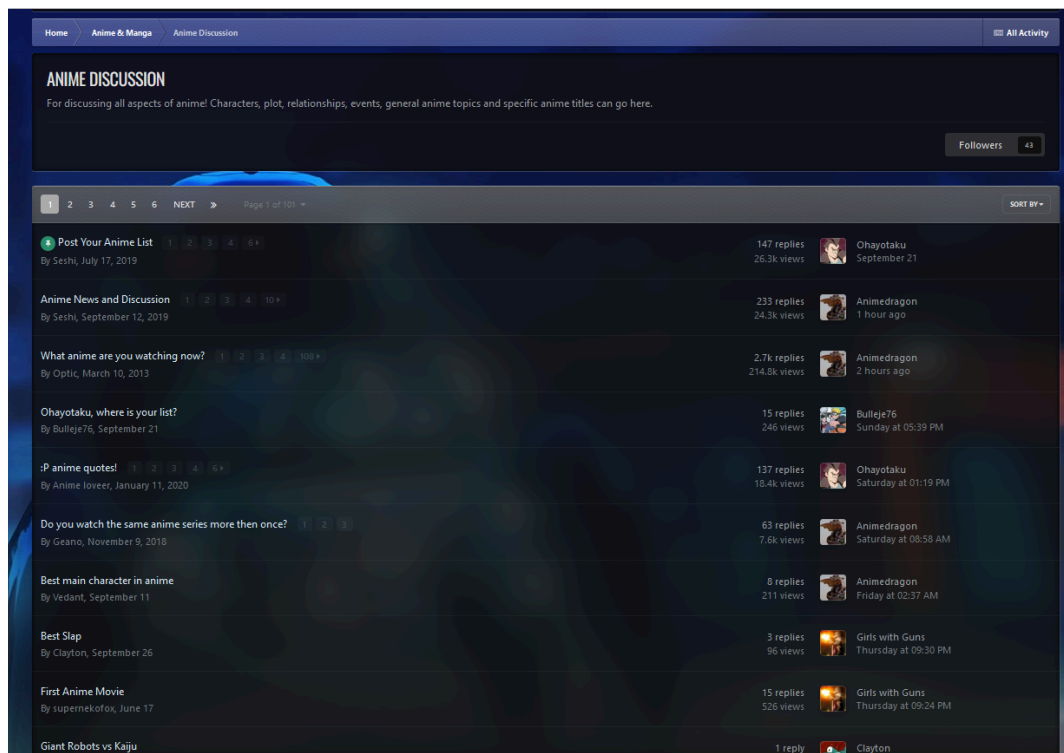 Home Anime & Manga Anime Discussion All Activity
ANIME DISCUSSION
For discussing all aspects of anime! Characters, plot, relationships, events, general anime topics and specific anime titles can go here.
Followers 43
1 2 3 4 5 6 NEXT » Page 1 of 101 SORT BY
Post Your Anime List 1 2 3 4 6 147 replies Ohayotaku
By Seshi, July 17, 2019 26.3k views September 21
Anime News and Discussion 1 2 3 4 10 233 replies Animedragon
By Seshi, September 12, 2019 24.3k views 1 hour ago
What anime are you watching now? 1 2 3 4 108 2.7k replies Animedragon
By Optic, March 10, 2013 214.8k views 2 hours ago
Ohayotaku, where is your list? 15 replies Bulleje76
By Bulleje76, September 21 246 views Sunday at 05:39 PM
:P anime quotes! 1 2 3 4 6 137 replies Ohayotaku
By Anime loveer, January 11, 2020 18.4k views Saturday at 01:19 PM
Do you watch the same anime series more then once? 1 2 3 63 replies Animedragon
By Geano, November 9, 2018 7.6k views Saturday at 08:58 AM
Best main character in anime 8 replies Animedragon
By Vedant, September 11 211 views Friday at 02:37 AM
Best Slap 3 replies Girls with Guns
By Clayton, September 26 96 views Thursday at 09:30 PM
First Anime Movie 15 replies Girls with Guns
By supernekofox, June 17 526 views Thursday at 09:24 PM
Giant Robots vs Kaiju 1 reply Clayton